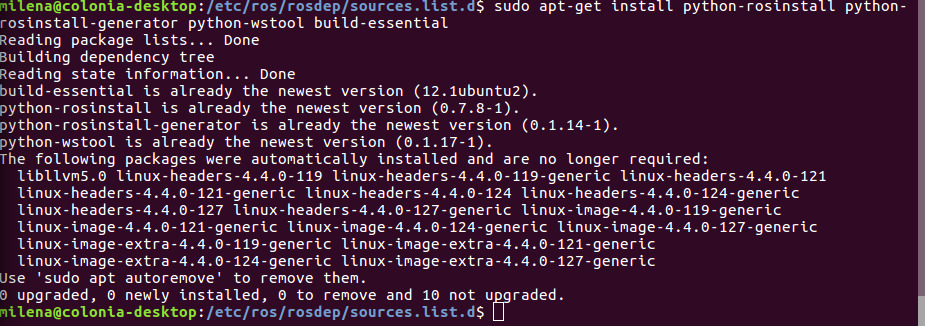 milena@colonia-desktop:/etc/ros/rosdep/sources.list.d$ sudo apt-get install python-rosinstall python-
rosinstall-generator python-wstool build-essential
Reading package lists... Done
Building dependency tree
Reading state information... Done
build-essential is already the newest version (12.1ubuntu2).
python-rosinstall is already the newest version (0.7.8-1).
python-rosinstall-generator is already the newest version (0.1.14-1).
python-wstool is already the newest version (0.1.17-1).
The following packages were automatically installed and are no longer required:
  libllvm5.0 linux-headers-4.4.0-119 linux-headers-4.4.0-119-generic linux-headers-4.4.0-121
  linux-headers-4.4.0-121-generic linux-headers-4.4.0-124 linux-headers-4.4.0-124-generic
  linux-headers-4.4.0-127 linux-headers-4.4.0-127-generic linux-image-4.4.0-119-generic
  linux-image-4.4.0-121-generic linux-image-4.4.0-124-generic linux-image-4.4.0-127-generic
  linux-image-extra-4.4.0-119-generic linux-image-extra-4.4.0-121-generic
  linux-image-extra-4.4.0-124-generic linux-image-extra-4.4.0-127-generic
Use 'sudo apt autoremove' to remove them.
0 upgraded, 0 newly installed, 0 to remove and 10 not upgraded.
milena@colonia-desktop:/etc/ros/rosdep/sources.list.d$